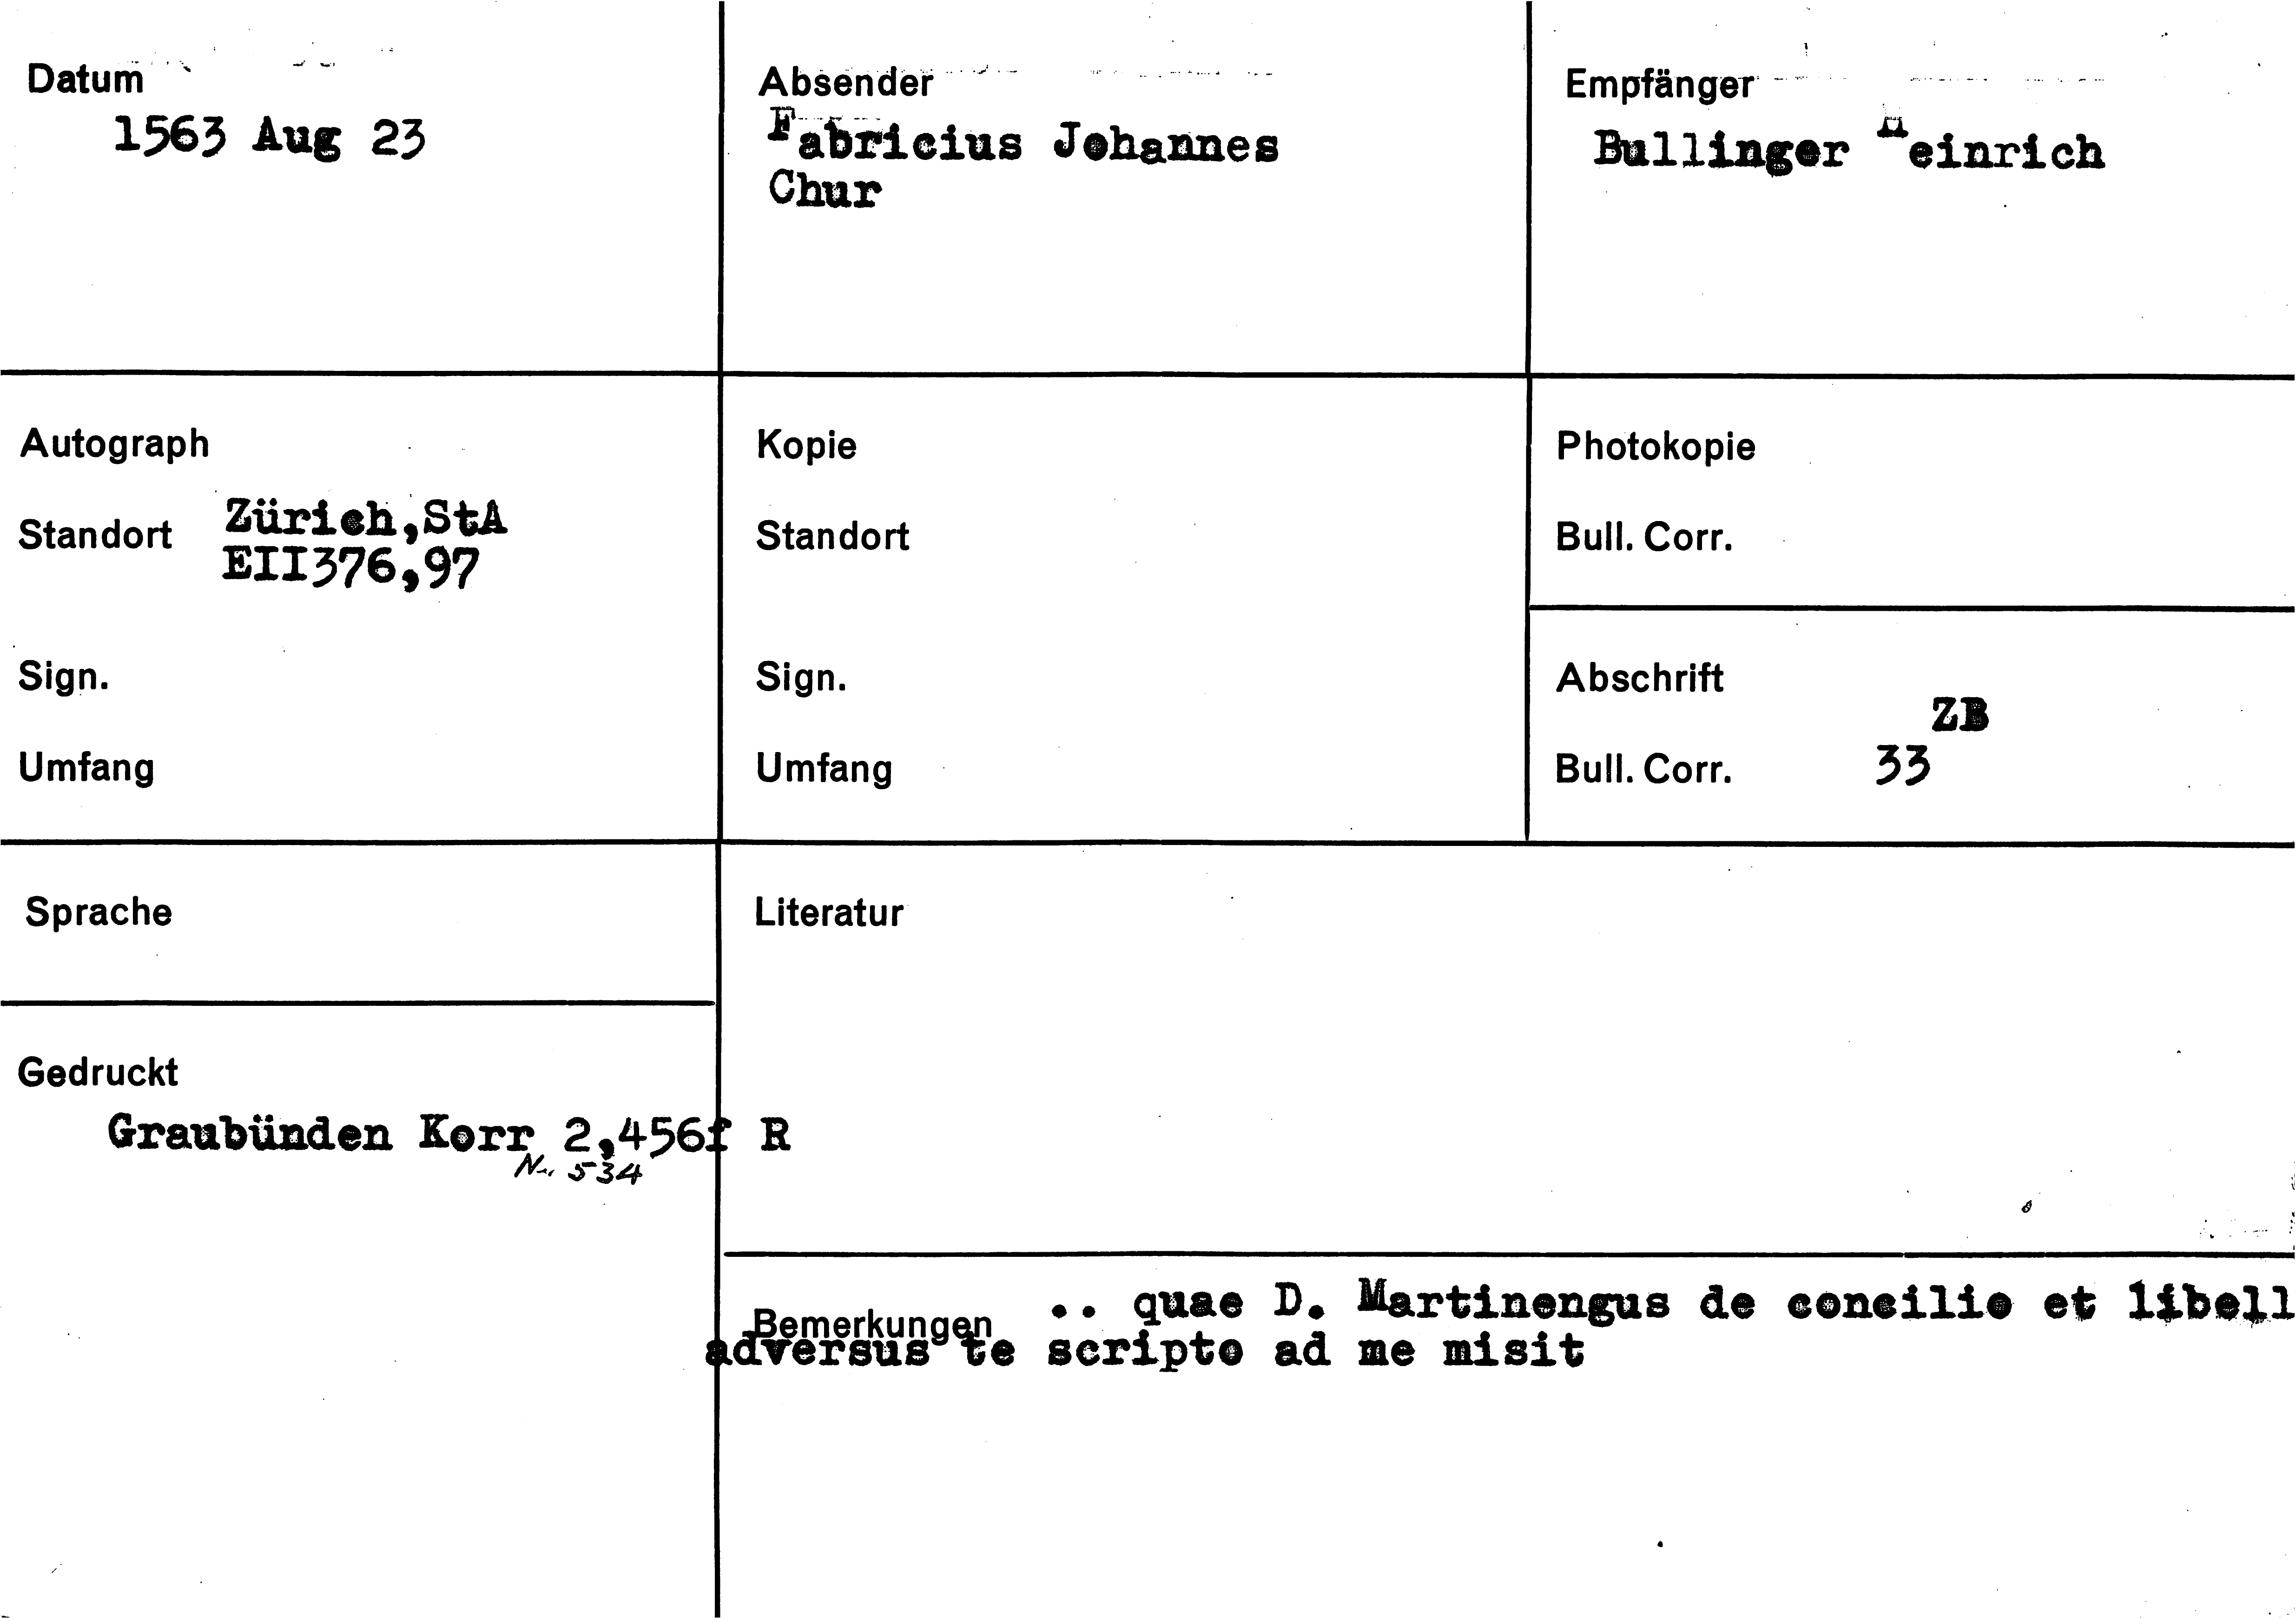 Datum
1563 Aug 23
Absender
Fabricius Johannes
Chur
Empfänger
Bullinger Heinrich
Autograph
Standort Zürich,StA
EII376,97
Sign.
Umfang
Kopie
Standort
Sign.
Umfang
Photokopie
Bull. Corr.
Abschrift
ZB
Bull. Corr. 33
Sprache
Literatur
Gedruckt
Graubünden Korr 2,456f R
Nr. 534
Bemerkungen .. quae D. Martinengus de concilio et libell
adversus te scripto ad me misit